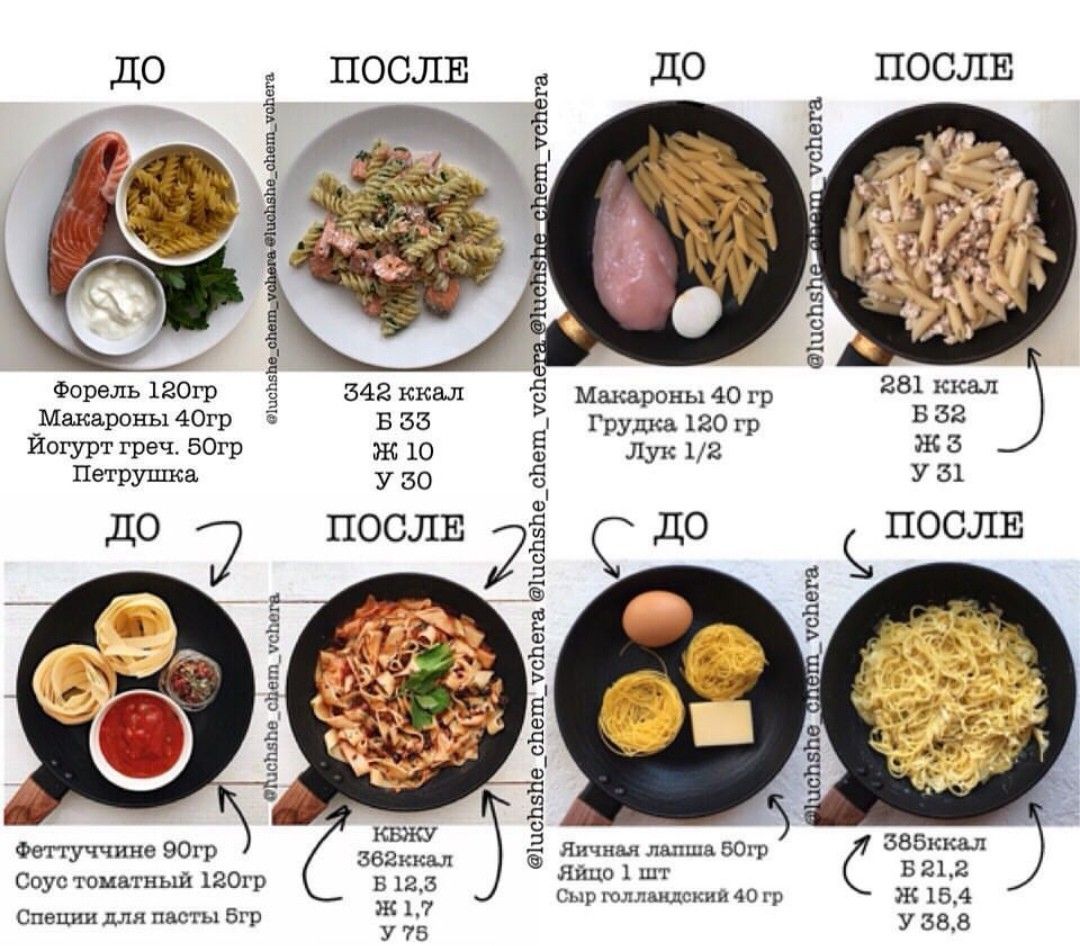 ДО
ПОСЛЕ
Форель 120гр
Макароны 40гр
Йогурт греч. 50гр
Петрушка
342 ккал
Б 33
Ж 10
У 30
@luchshe_chem_vchera @luchshe_chem_vchera
ДО
ПОСЛЕ
Макароны 40 гр
Грудка 120 гр
Лук 1/2
281 ккал
Б 32
Ж 3
У 31
@luchshe_chem_vchera
@luchshe_chem_vchera @luchshe_chem_vchera @luchshe_chem_vchera
ДО
ПОСЛЕ
Феттуччине 90гр
Соус томатный 120гр
Специи для пасты 5гр
КБЖУ
362ккал
Б 12,3
Ж 1,7
У 75
@luchshe_chem_vchera
ДО
ПОСЛЕ
Яичная лапша 50гр
Яйцо 1 шт
Сыр голландский 40 гр
385ккал
Б 21,2
Ж 15,4
У 38,8
@luchshe_chem_vchera